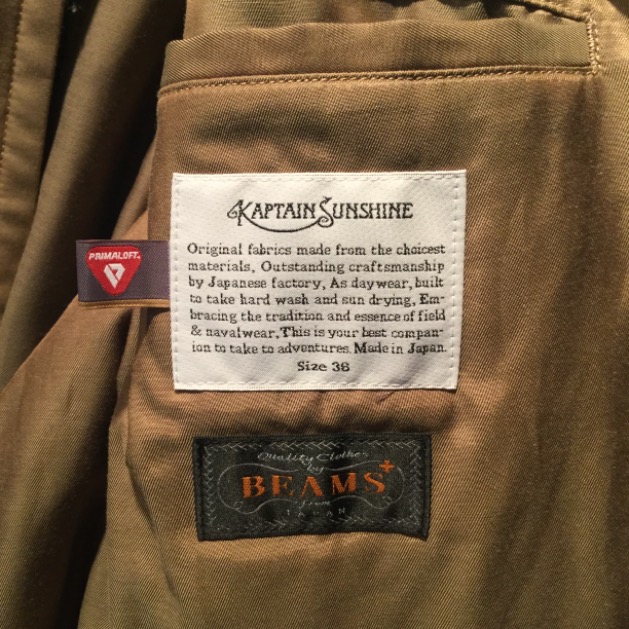 KAPTAIN SUNSHINE
Original fabrics made from the choicest
materials, Outstanding craftsmanship
by Japanese factory, As daywear, built
to take hard wash and sun drying, Em-
bracing the tradition and essence of field
& navalwear, This is your best compan-
ion to take to adventures. Made in Japan.
Size 36
PRIMALOFT
Quality Clothes
by
BEAMS+
from
JAPAN